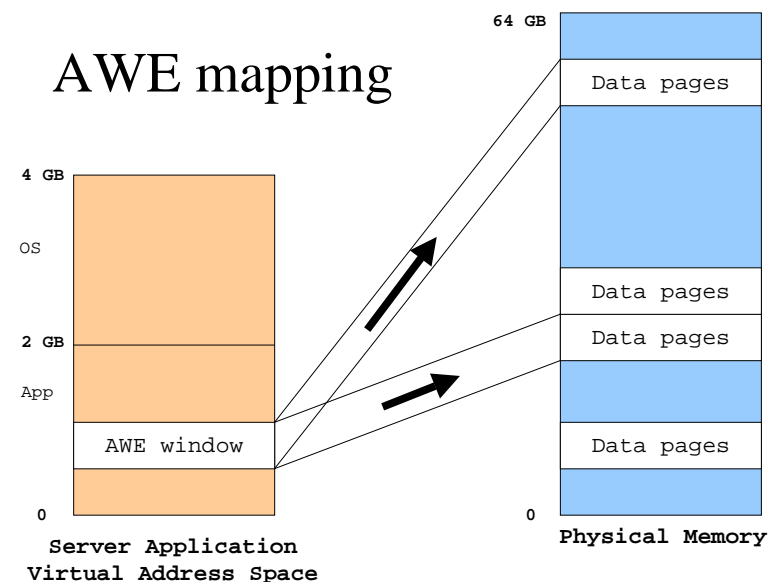 AWE mapping
64 GB
Data pages
4 GB
OS
Data pages
2 GB
Data pages
App
AWE window
Data pages
0
0
Server Application
Virtual Address Space
Physical Memory